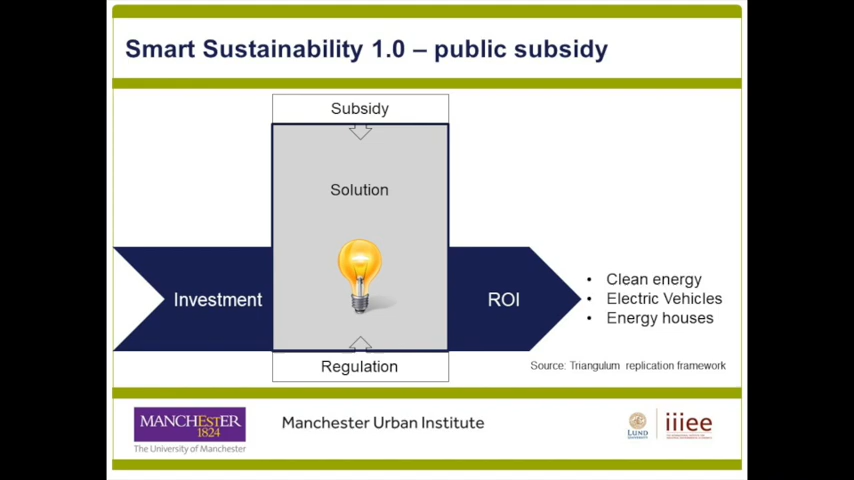 Smart Sustainability 1.0 – public subsidy
Subsidy
Solution
Investment
ROI
• Clean energy
• Electric Vehicles
• Energy houses
Regulation
Source: Triangulum replication framework
MANCHESTER
1824
The University of Manchester
Manchester Urban Institute
LUND
iiiee